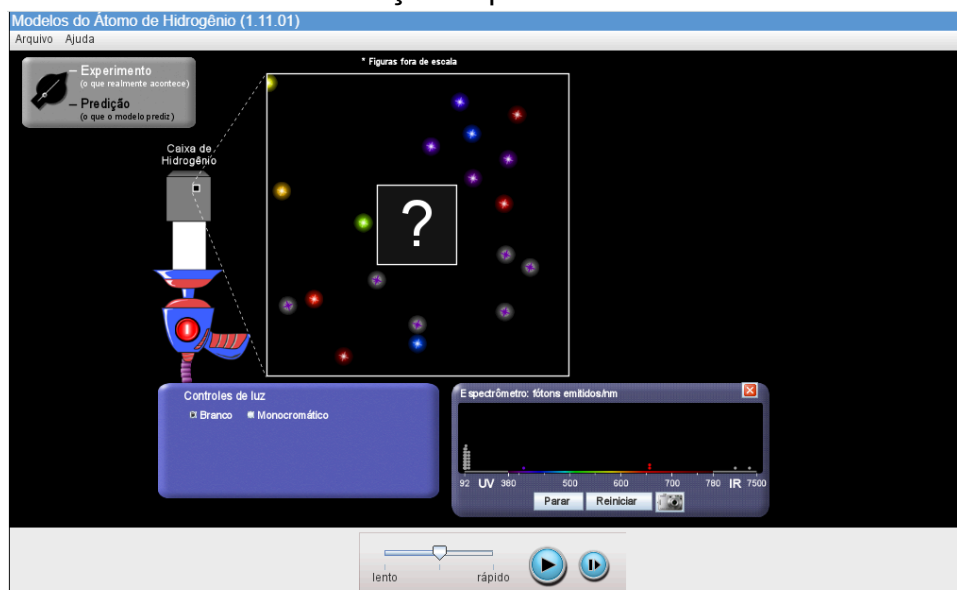 Modelos do Átomo de Hidrogênio (1.11.01)
Arquivo Ajuda
* Figuras fora de escala
Experimento
(o que realmente acontece)
Predição
(o que o modelo prediz)
Caixa de
Hidrogênio
?
Controles de luz
Branco Monocromático
Espectrômetro: fótons emitidos/nm
92 UV 380 500 600 700 780 IR 7500
Parar Reiniciar
lento rápido